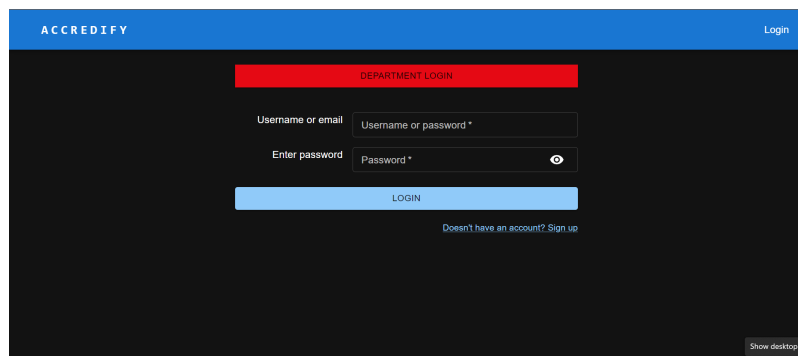 ACCREDIFY
Login
DEPARTMENT LOGIN
Username or email
Username or password *
Enter password
Password *
LOGIN
Doesn't have an account? Sign up
Show desktop